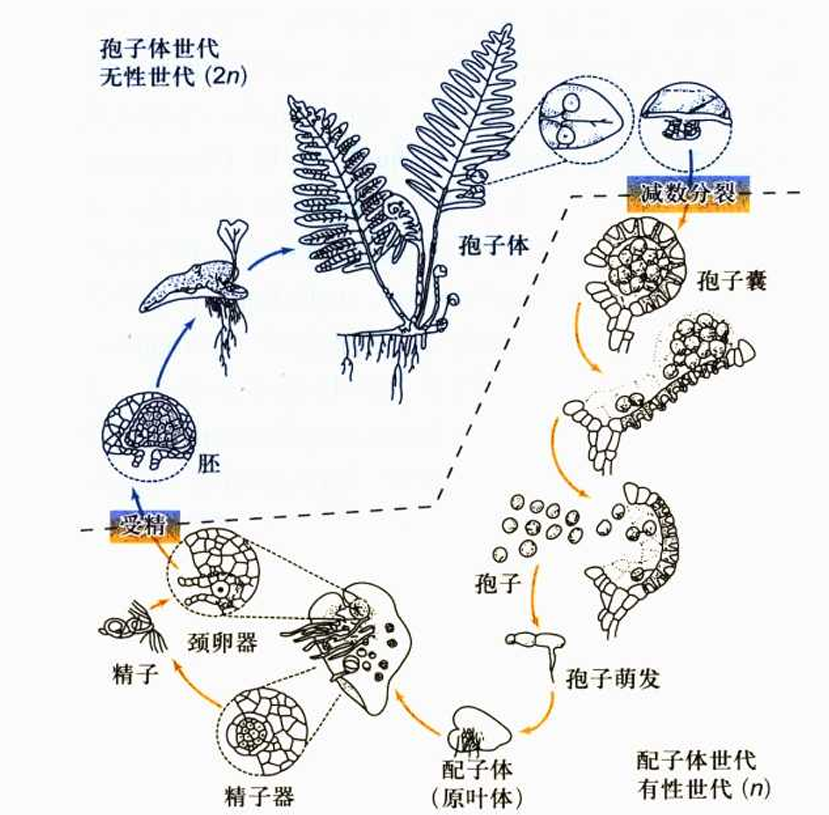 孢子体世代
无性世代 (2n)
孢子体
减数分裂
孢子囊
胚
受精
孢子
颈卵器
精子
孢子萌发
配子体
(原叶体)
精子器
配子体世代
有性世代 (n)